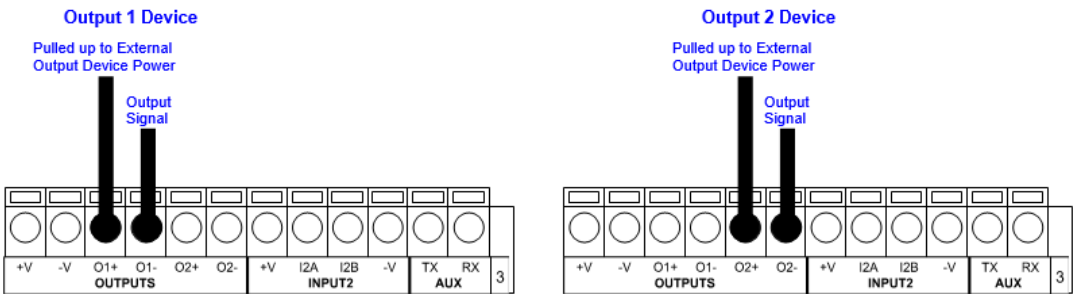 Output 1 Device
Pulled up to External
Output Device Power
Output
Signal
+V -V O1+ O1- O2+ O2- +V I2A I2B -V TX RX 3
OUTPUTS INPUT2 AUX
Output 2 Device
Pulled up to External
Output Device Power
Output
Signal
+V -V O1+ O1- O2+ O2- +V I2A I2B -V TX RX 3
OUTPUTS INPUT2 AUX